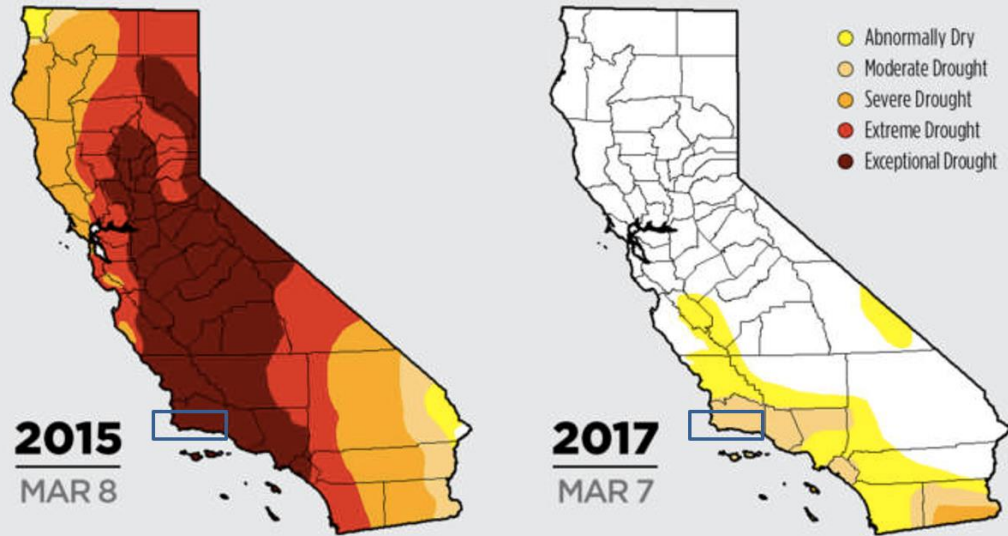 Abnormally Dry
Moderate Drought
Severe Drought
Extreme Drought
Exceptional Drought
2015
MAR 8
2017
MAR 7